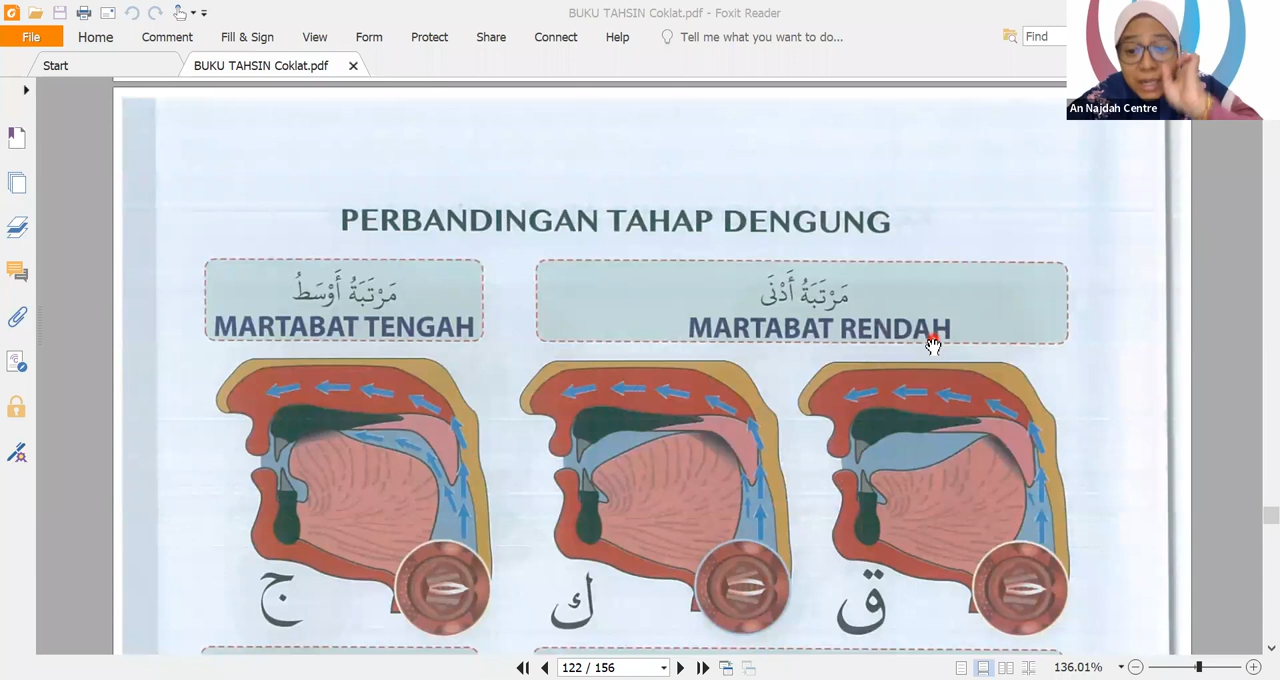 BUKU TAHSIN Coklat.pdf - Foxit Reader
File Home Comment Fill & Sign View Form Protect Share Connect Help Tell me what you want to do... Find
Start BUKU TAHSIN Coklat.pdf
An Najdah Centre
PERBANDINGAN TAHAP DENGUNG
مَرْتَبَةُ أَوْسَطُ
MARTABAT TENGAH
مَرْتَبَةُ أَدْنَى
MARTABAT RENDAH
ج
ك
ق
122 / 156
136.01%